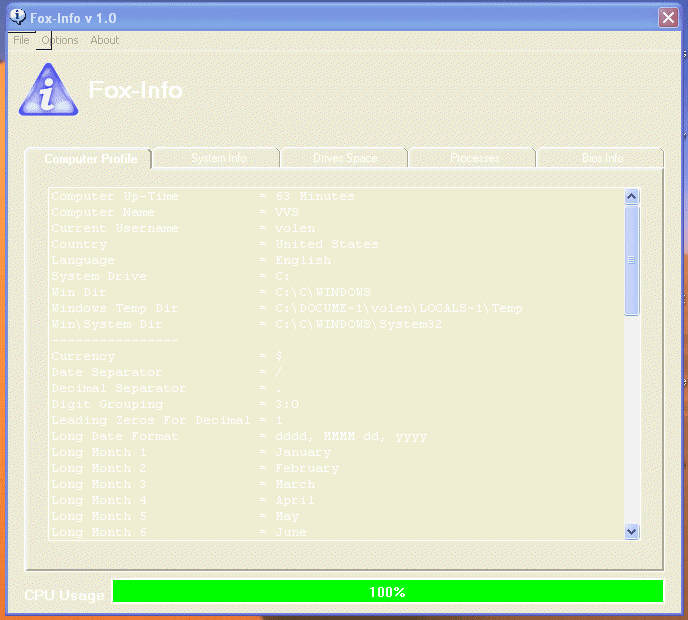 Fox-Info v 1.0
File Options About
Fox-Info
Computer Profile System Info Drives Space Processes Bios Info
Computer Up-Time = 63 Minutes
Computer Name = VVS
Current Username = volen
Country = United States
Language = English
System Drive = C:
Win Dir = C:\C\WINDOWS
Windows Temp Dir = C:\DOCUME~1\volen\LOCALS~1\Temp
Win\System Dir = C:\C\WINDOWS\System32
----------------
Currency = $
Date Separator = /
Decimal Separator = .
Digit Grouping = 3;0
Leading Zeros For Decimal = 1
Long Date Format = dddd, MMMM dd, yyyy
Long Month 1 = January
Long Month 2 = February
Long Month 3 = March
Long Month 4 = April
Long Month 5 = May
Long Month 6 = June
CPU Usage 100%